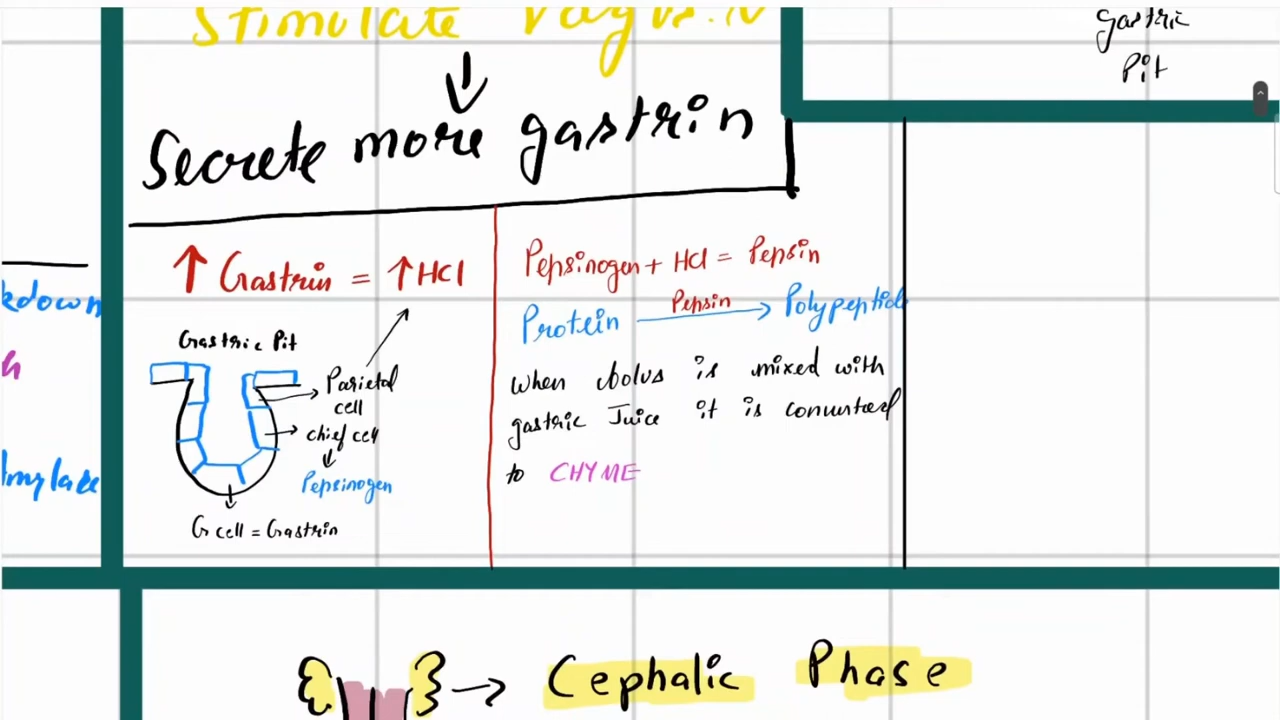 Stimulate Vagus.N
gastric
Pit
Secrete more gastrin
↑ Gastrin = ↑ HCl
Gastric Pit
Parietal
cell
chief cell
Pepsinogen
G cell = Gastrin
Pepsinogen + HCl = Pepsin
Protein Pepsin → Polypeptid
when bolus is mixed with
gastric Juice it is converted
to CHYME
kdown
mylase
→ Cephalic Phase